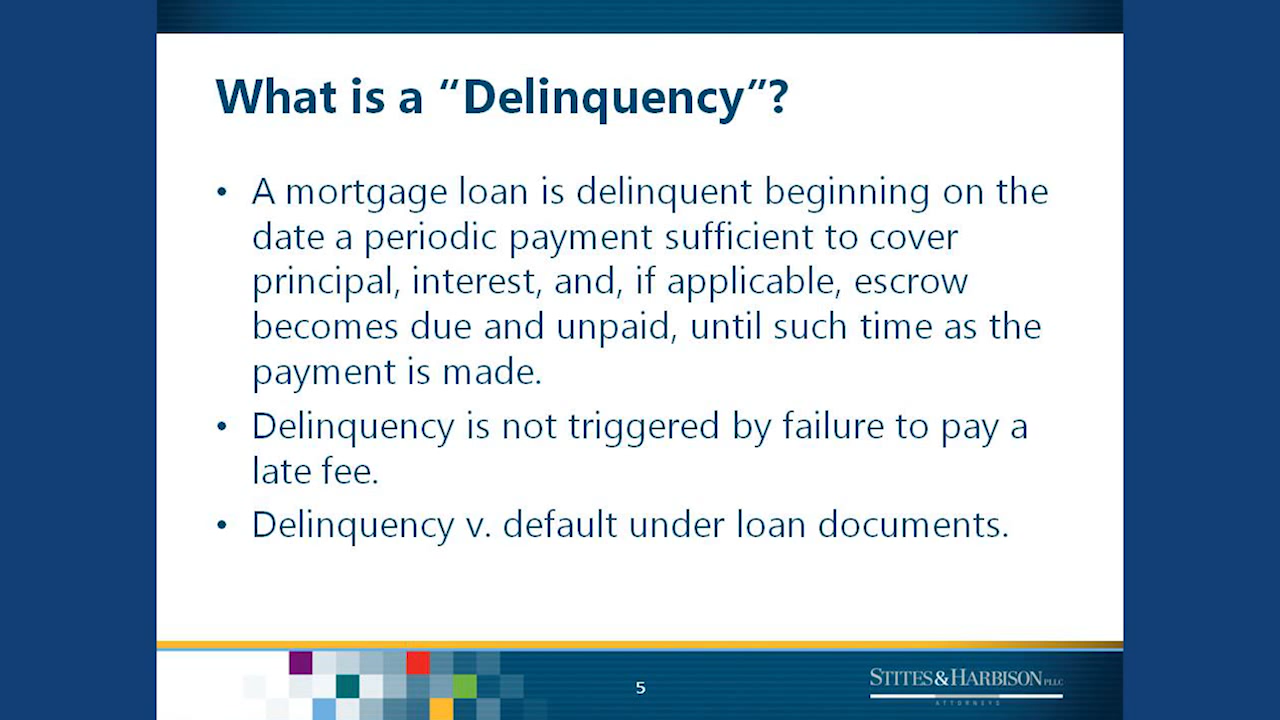 What is a “Delinquency”?
• A mortgage loan is delinquent beginning on the
date a periodic payment sufficient to cover
principal, interest, and, if applicable, escrow
becomes due and unpaid, until such time as the
payment is made.
• Delinquency is not triggered by failure to pay a
late fee.
• Delinquency v. default under loan documents.
5
STITES & HARBISON PLLC
ATTORNEYS